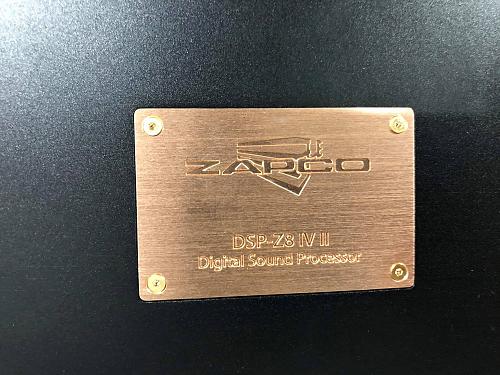 ZAPCO
DSP-Z8 IV II
Digital Sound Processor